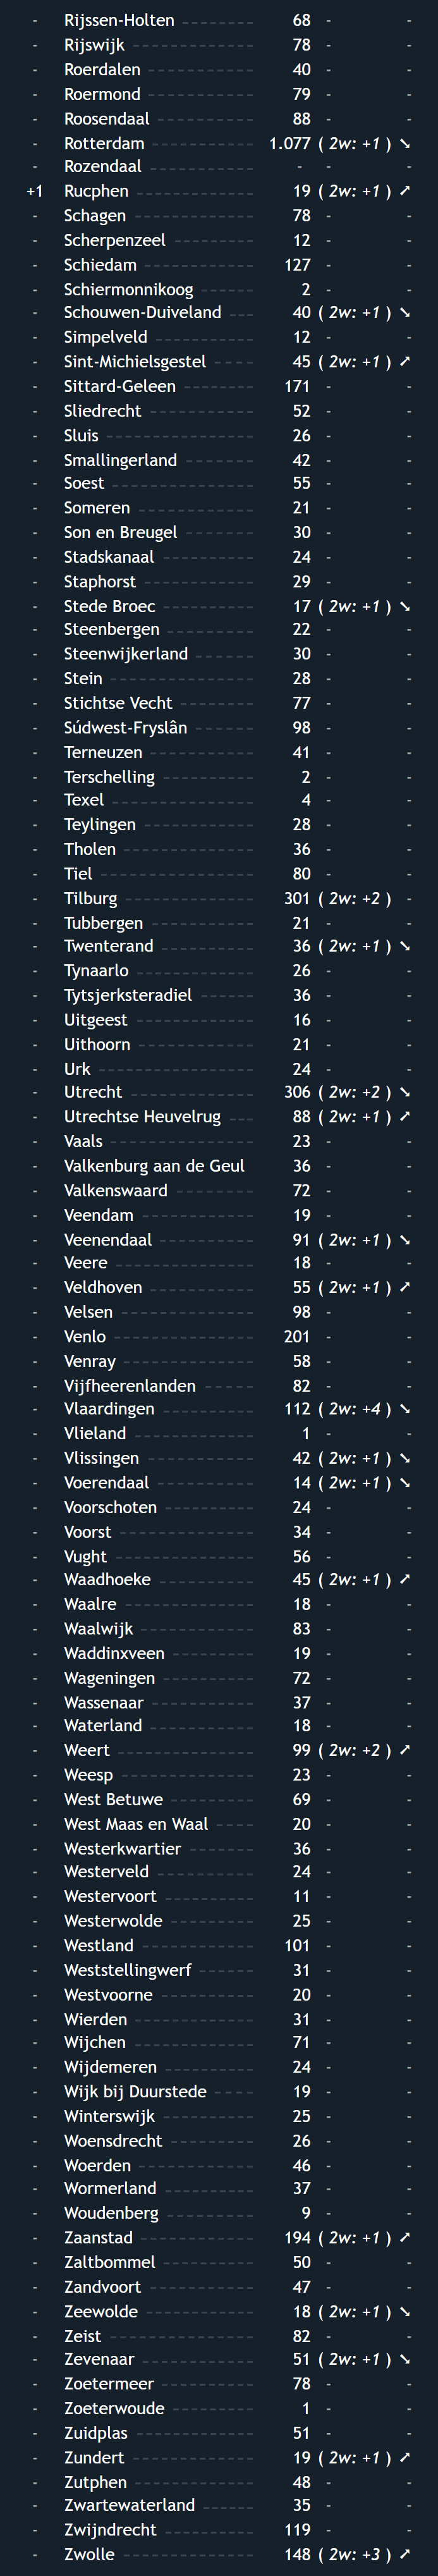 - Rijssen-Holten 68 - -
- Rijswijk 78 - -
- Roerdalen 40 - -
- Roermond 79 - -
- Roosendaal 88 - -
- Rotterdam 1.077 ( 2w: +1 ) ➘
- Rozendaal - - -
+1 Rucphen 19 ( 2w: +1 ) ➚
- Schagen 78 - -
- Scherpenzeel 12 - -
- Schiedam 127 - -
- Schiermonnikoog 2 - -
- Schouwen-Duiveland 40 ( 2w: +1 ) ➘
- Simpelveld 12 - -
- Sint-Michielsgestel 45 ( 2w: +1 ) ➚
- Sittard-Geleen 171 - -
- Sliedrecht 52 - -
- Sluis 26 - -
- Smallingerland 42 - -
- Soest 55 - -
- Someren 21 - -
- Son en Breugel 30 - -
- Stadskanaal 24 - -
- Staphorst 29 - -
- Stede Broec 17 ( 2w: +1 ) ➘
- Steenbergen 22 - -
- Steenwijkerland 30 - -
- Stein 28 - -
- Stichtse Vecht 77 - -
- Súdwest-Fryslân 98 - -
- Terneuzen 41 - -
- Terschelling 2 - -
- Texel 4 - -
- Teylingen 28 - -
- Tholen 36 - -
- Tiel 80 - -
- Tilburg 301 ( 2w: +2 ) -
- Tubbergen 21 - -
- Twenterand 36 ( 2w: +1 ) ➘
- Tynaarlo 26 - -
- Tytsjerksteradiel 36 - -
- Uitgeest 16 - -
- Uithoorn 21 - -
- Urk 24 - -
- Utrecht 306 ( 2w: +2 ) ➘
- Utrechtse Heuvelrug 88 ( 2w: +1 ) ➚
- Vaals 23 - -
- Valkenburg aan de Geul 36 - -
- Valkenswaard 72 - -
- Veendam 19 - -
- Veenendaal 91 ( 2w: +1 ) ➘
- Veere 18 - -
- Veldhoven 55 ( 2w: +1 ) ➚
- Velsen 98 - -
- Venlo 201 - -
- Venray 58 - -
- Vijfheerenlanden 82 - -
- Vlaardingen 112 ( 2w: +4 ) ➘
- Vlieland 1 - -
- Vlissingen 42 ( 2w: +1 ) ➘
- Voerendaal 14 ( 2w: +1 ) ➘
- Voorschoten 24 - -
- Voorst 34 - -
- Vught 56 - -
- Waadhoeke 45 ( 2w: +1 ) ➚
- Waalre 18 - -
- Waalwijk 83 - -
- Waddinxveen 19 - -
- Wageningen 72 - -
- Wassenaar 37 - -
- Waterland 18 - -
- Weert 99 ( 2w: +2 ) ➚
- Weesp 23 - -
- West Betuwe 69 - -
- West Maas en Waal 20 - -
- Westerkwartier 36 - -
- Westerveld 24 - -
- Westervoort 11 - -
- Westerwolde 25 - -
- Westland 101 - -
- Weststellingwerf 31 - -
- Westvoorne 20 - -
- Wierden 31 - -
- Wijchen 71 - -
- Wijdemeren 24 - -
- Wijk bij Duurstede 19 - -
- Winterswijk 25 - -
- Woensdrecht 26 - -
- Woerden 46 - -
- Wormerland 37 - -
- Woudenberg 9 - -
- Zaanstad 194 ( 2w: +1 ) ➚
- Zaltbommel 50 - -
- Zandvoort 47 - -
- Zeewolde 18 ( 2w: +1 ) ➘
- Zeist 82 - -
- Zevenaar 51 ( 2w: +1 ) ➘
- Zoetermeer 78 - -
- Zoeterwoude 1 - -
- Zuidplas 51 - -
- Zundert 19 ( 2w: +1 ) ➚
- Zutphen 48 - -
- Zwartewaterland 35 - -
- Zwijndrecht 119 - -
- Zwolle 148 ( 2w: +3 ) ➚